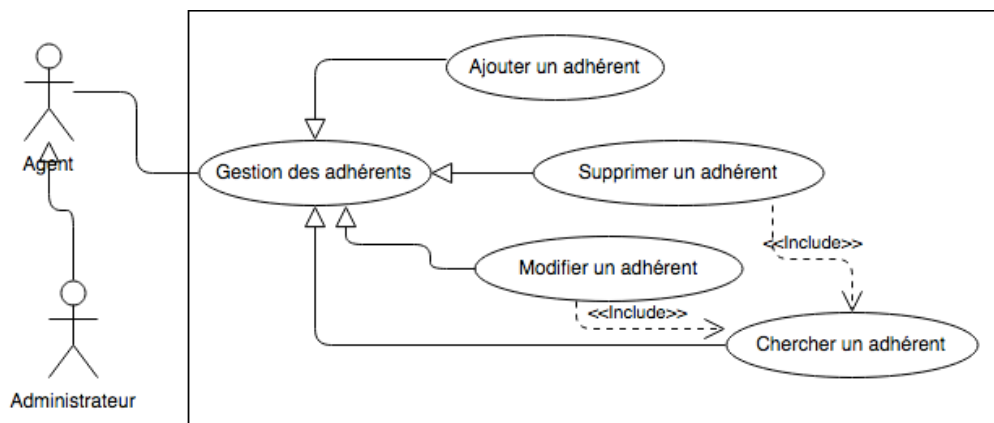 Ajouter un adhérent
Agent
Gestion des adhérents
Supprimer un adhérent
<<Include>>
Modifier un adhérent
<<Include>>
Chercher un adhérent
Administrateur